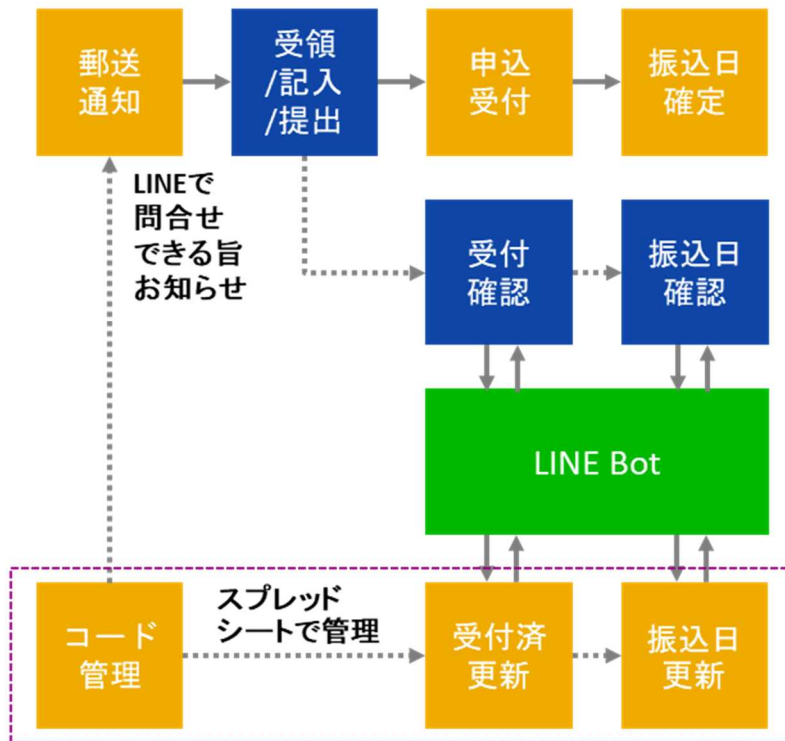 郵送
通知
受領
/記入
/提出
申込
受付
振込日
確定
LINEで
問合せ
できる旨
お知らせ
受付
確認
振込日
確認
LINE Bot
コード
管理
スプレッド
シートで管理
受付済
更新
振込日
更新